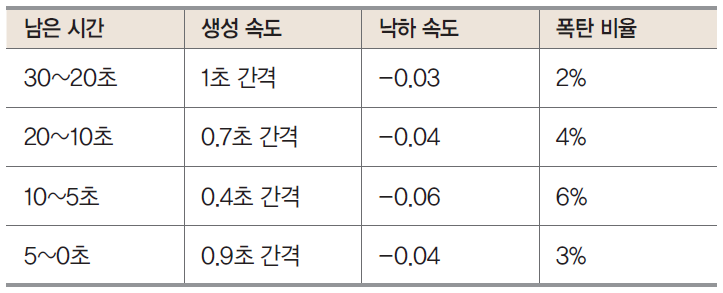 남은 시간 생성 속도 낙하 속도 폭탄 비율
30~20초 1초 간격 -0.03 2%
20~10초 0.7초 간격 -0.04 4%
10~5초 0.4초 간격 -0.06 6%
5~0초 0.9초 간격 -0.04 3%